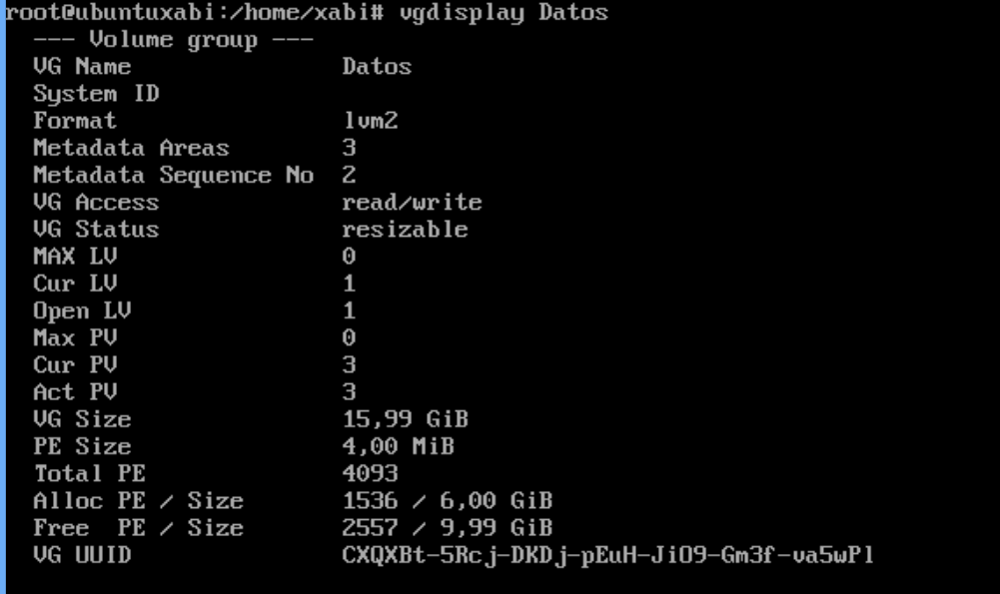 root@ubuntuxabi:/home/xabi# vgdisplay Datos
--- Volume group ---
VG Name Datos
System ID
Format lvm2
Metadata Areas 3
Metadata Sequence No 2
VG Access read/write
VG Status resizable
MAX LV 0
Cur LV 1
Open LV 1
Max PV 0
Cur PV 3
Act PV 3
VG Size 15,99 GiB
PE Size 4,00 MiB
Total PE 4093
Alloc PE / Size 1536 / 6,00 GiB
Free  PE / Size 2557 / 9,99 GiB
VG UUID CXQXBt-5Rcj-DKDj-pEuH-JiO9-Gm3f-va5wPl